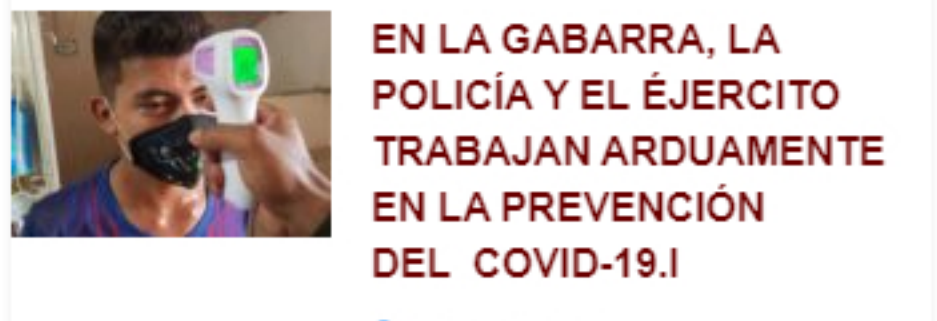 EN LA GABARRA, LA
POLICÍA Y EL ÉJERCITO
TRABAJAN ARDUAMENTE
EN LA PREVENCIÓN
DEL COVID-19.I